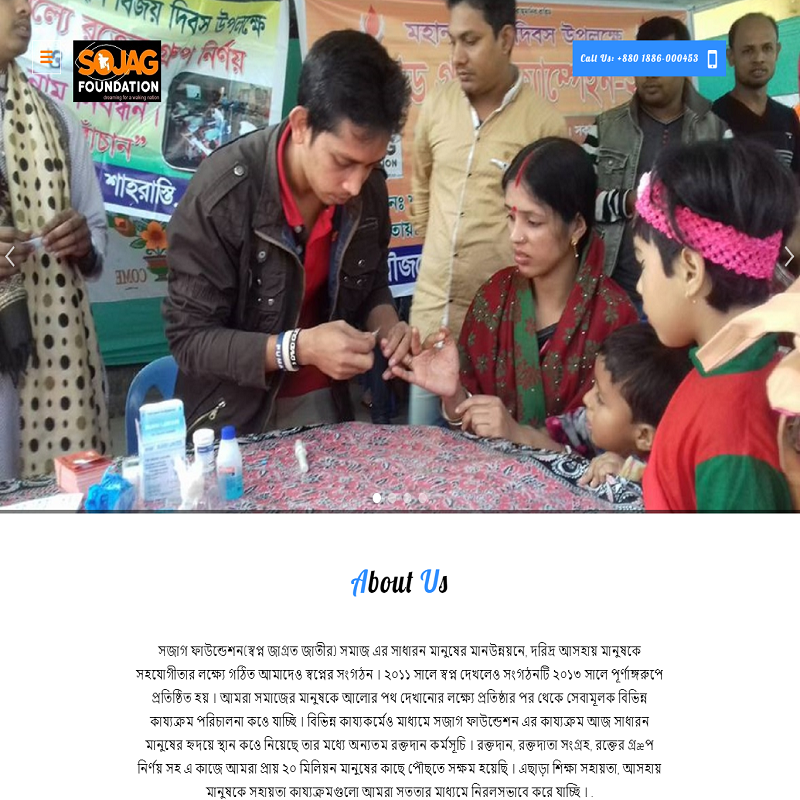 বিজয় দিবস উপলক্ষে
রক্তের গ্রুপ নির্ণয়
দিবস উপলক্ষে
শাহরাস্তি
COME
SOJAG
FOUNDATION
dreaming for a waking nation
Call Us: +880 1886-000453
About Us
সজাগ ফাউন্ডেশন(স্বপ্ন জাগ্রত জাতীর) সমাজ এর সাধারন মানুষের মানউন্নয়নে, দরিদ্র আসহায় মানুষকে
সহযোগীতার লক্ষ্যে গঠিত আমাদেও স্বপ্নের সংগঠন। ২০১১ সালে স্বপ্ন দেখলেও সংগঠনটি ২০১৩ সালে পূর্ণাঙ্গরুপে
প্রতিষ্ঠিত হয়। আমরা সমাজের মানুষকে আলোর পথ দেখানোর লক্ষ্যে প্রতিষ্ঠার পর থেকে সেবামূলক বিভিন্ন
কায্যক্রম পরিচালনা কওে যাচ্ছি। বিভিন্ন কায্যকর্মেও মাধ্যমে সজাগ ফাউন্ডেশন এর কায্যক্রম আজ সাধারন
মানুষের হৃদয়ে স্থান কওে নিয়েছে তার মধ্যে অন্যতম রক্তদান কর্মসূচি। রক্তদান, রক্তদাতা সংগ্রহ, রক্তের গ্রæপ
নির্ণয় সহ এ কাজে আমরা প্রায় ২০ মিলিয়ন মানুষের কাছে পৌছতে সক্ষম হয়েছি। এছাড়া শিক্ষা সহায়তা, আসহায়
মানুষকে সহায়তা কায্যক্রমগুলো আমরা সততার মাধ্যমে নিরলসভাবে করে যাচ্ছি।.